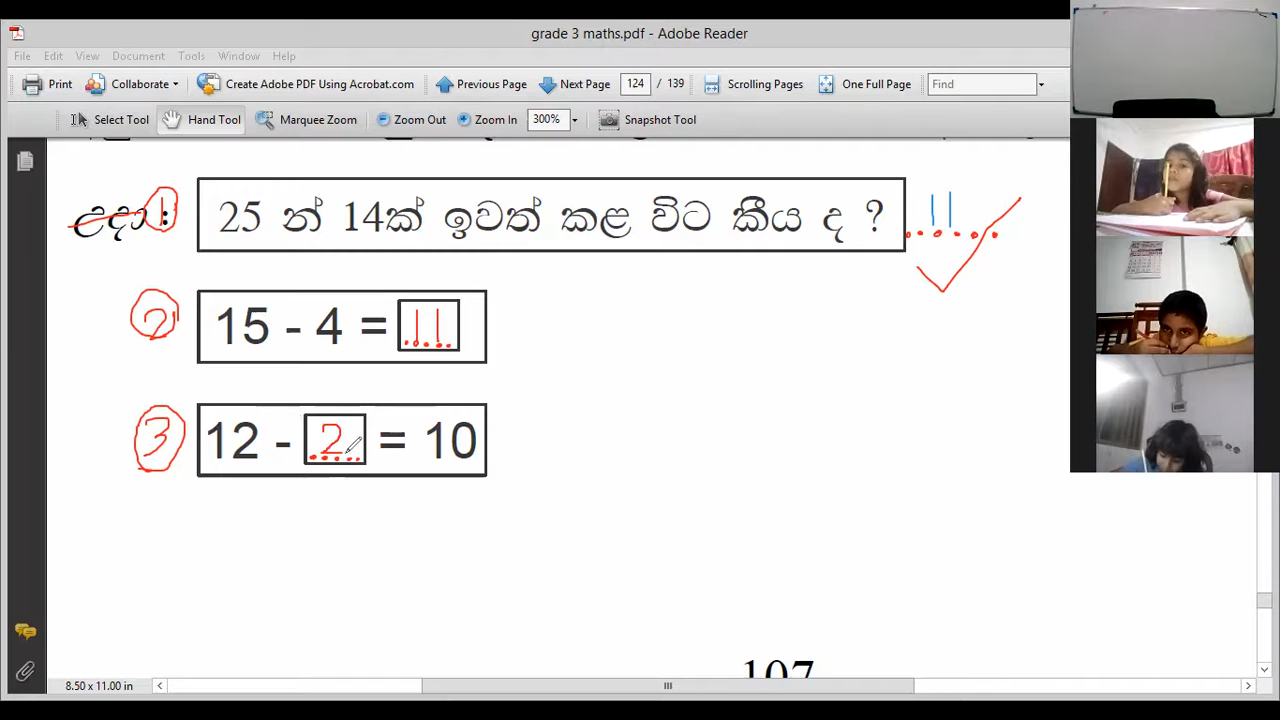 grade 3 maths.pdf - Adobe Reader
File Edit View Document Tools Window Help
Print Collaborate Create Adobe PDF Using Acrobat.com Previous Page Next Page 124 / 139 Scrolling Pages One Full Page Find
Select Tool Hand Tool Marquee Zoom Zoom Out Zoom In 300% Snapshot Tool
උදා : 1 25 න් 14ක් ඉවත් කළ විට කීය ද ? 11
2 15 - 4 = 11
3 12 - 2 = 10
107
8.50 x 11.00 in